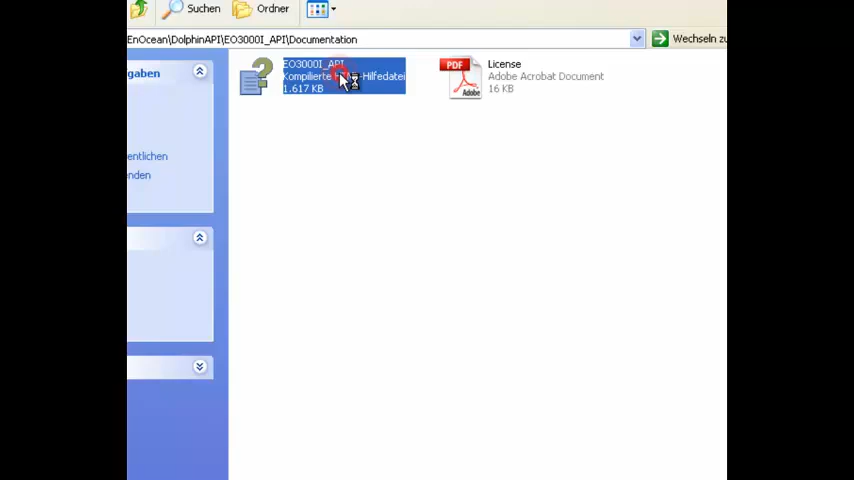 Suchen Ordner
EnOcean\DolphinAPI\EO3000I_API\Documentation Wechseln zu
gaben
EO3000I_API
Kompilierte Hilfedatei
1.617 KB
License
Adobe Acrobat Document
16 KB
PDF
Adobe
entlichen
nden